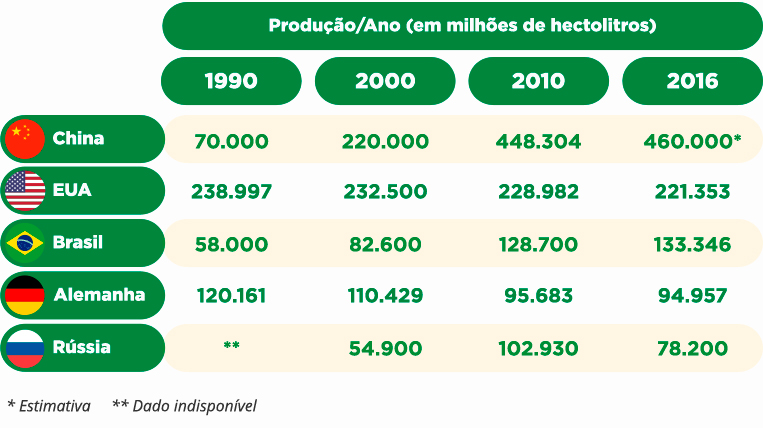 Produção/Ano (em milhões de hectolitros)
1990 2000 2010 2016
China 70.000 220.000 448.304 460.000*
EUA 238.997 232.500 228.982 221.353
Brasil 58.000 82.600 128.700 133.346
Alemanha 120.161 110.429 95.683 94.957
Rússia ** 54.900 102.930 78.200
* Estimativa ** Dado indisponível